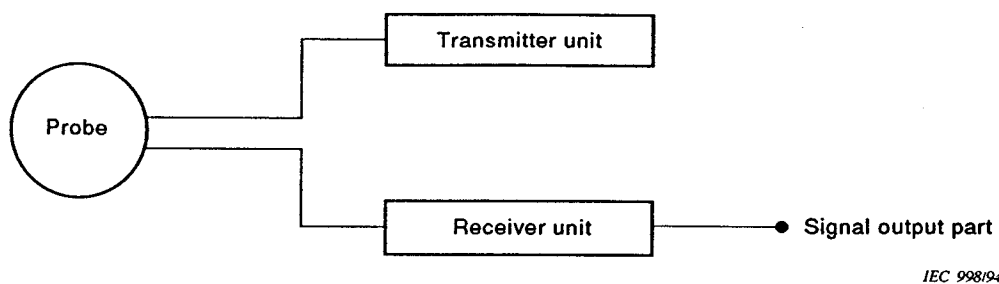 Transmitter unit
Probe
Receiver unit
Signal output part
IEC 998/94